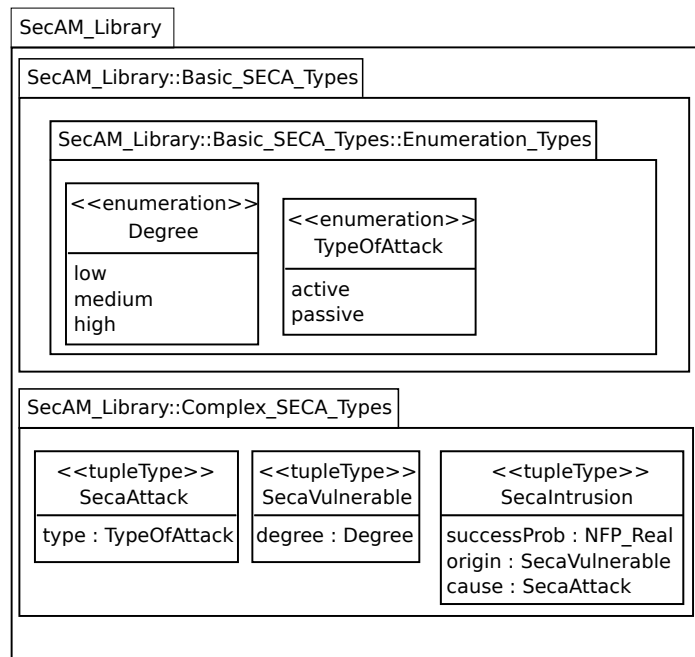 SecAM_Library
SecAM_Library::Basic_SECA_Types
SecAM_Library::Basic_SECA_Types::Enumeration_Types
<<enumeration>>
Degree
low
medium
high
<<enumeration>>
TypeOfAttack
active
passive
SecAM_Library::Complex_SECA_Types
<<tupleType>>
SecaAttack
type : TypeOfAttack
<<tupleType>>
SecaVulnerable
degree : Degree
<<tupleType>>
SecaIntrusion
successProb : NFP_Real
origin : SecaVulnerable
cause : SecaAttack